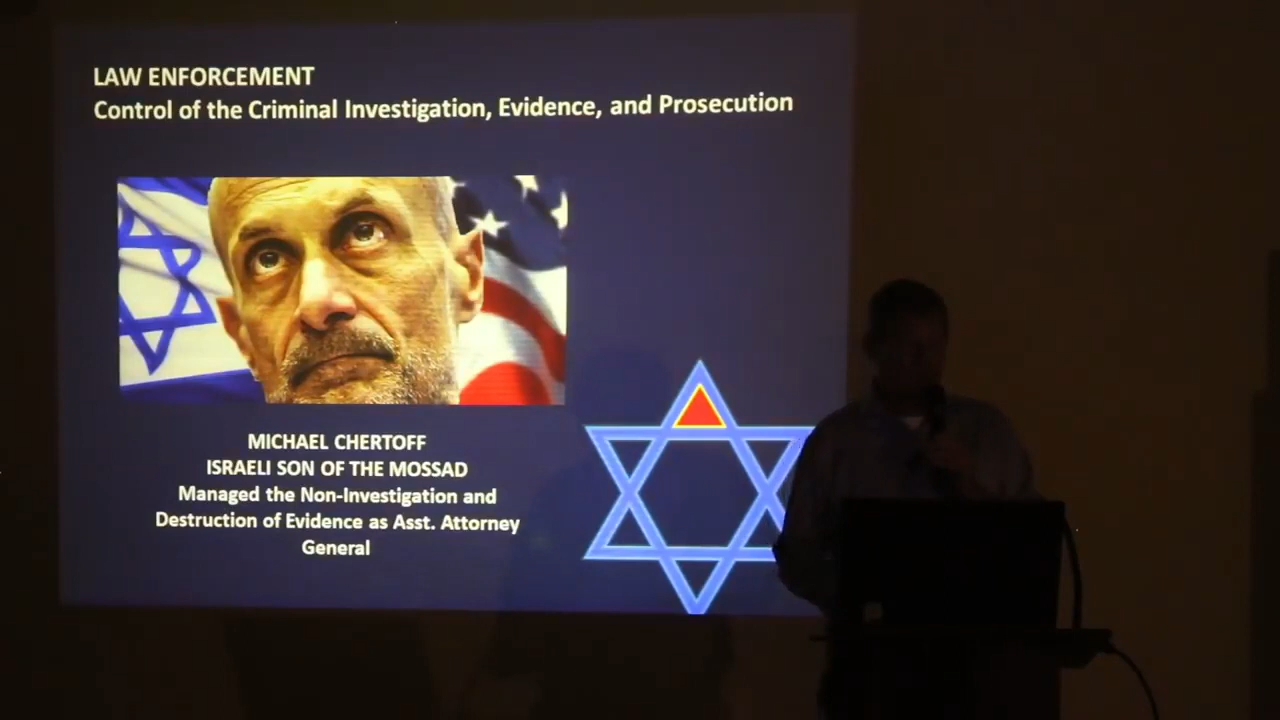 LAW ENFORCEMENT
Control of the Criminal Investigation, Evidence, and Prosecution
MICHAEL CHERTOFF
ISRAELI SON OF THE MOSSAD
Managed the Non-Investigation and
Destruction of Evidence as Asst. Attorney
General